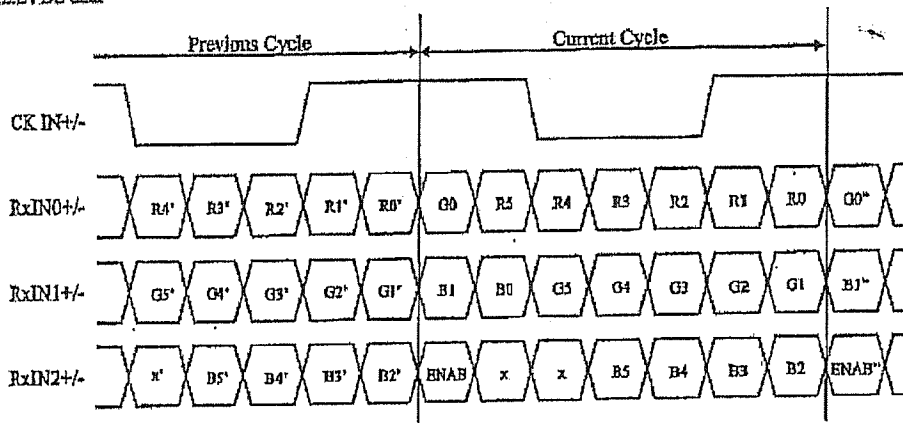 Previous Cycle Current Cycle
CK IN+/-
RxIN0+/- R4' R3' R2' R1' R0' G0 R5 R4 R3 R2 R1 R0 G0"
RxIN1+/- G5' G4' G3' G2' G1' B1 B0 G5 G4 G3 G2 G1 B1"
RxIN2+/- x' B5' B4' B3' B2' ENAB x x B5 B4 B3 B2 ENAB"